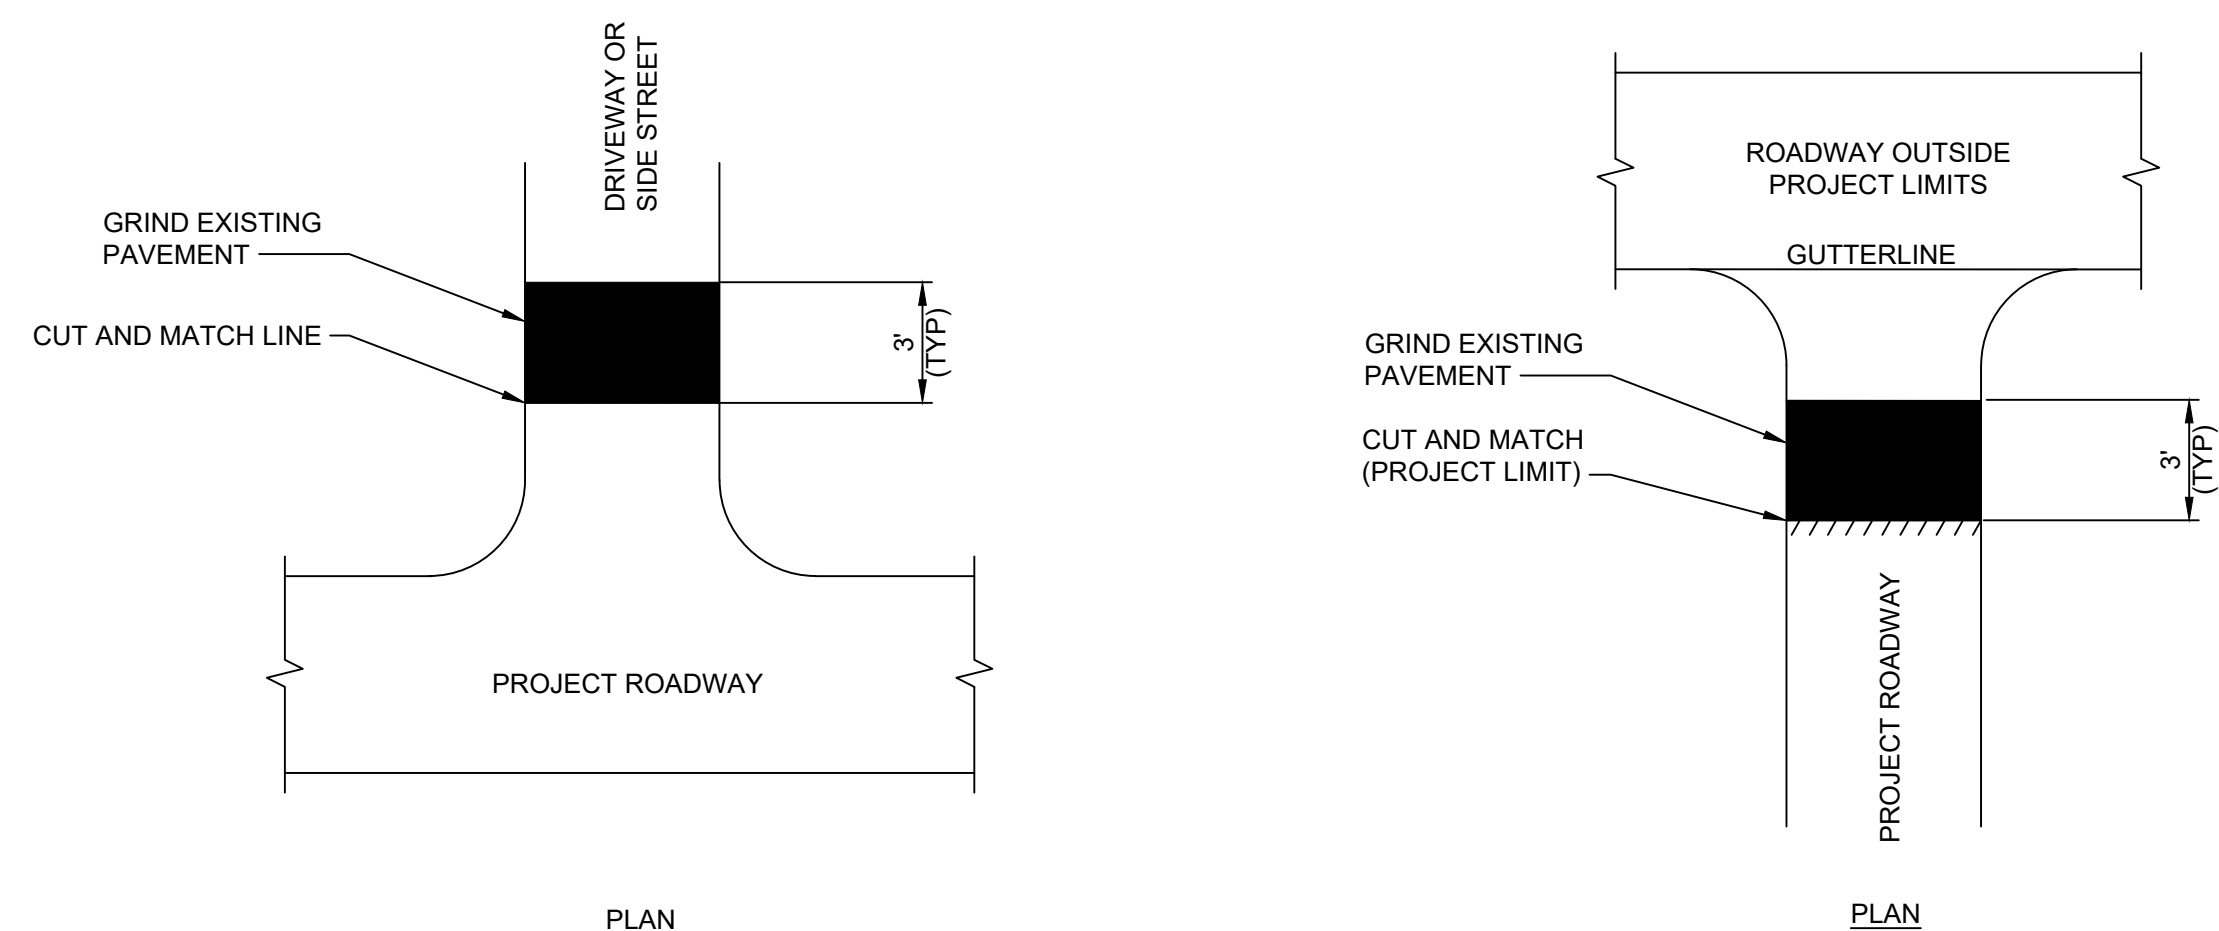 DRIVEWAY OR
SIDE STREET
GRIND EXISTING
PAVEMENT
CUT AND MATCH LINE
3'
(TYP)
PROJECT ROADWAY
PLAN
ROADWAY OUTSIDE
PROJECT LIMITS
GUTTERLINE
GRIND EXISTING
PAVEMENT
CUT AND MATCH
(PROJECT LIMIT)
3'
(TYP)
PROJECT ROADWAY
PLAN